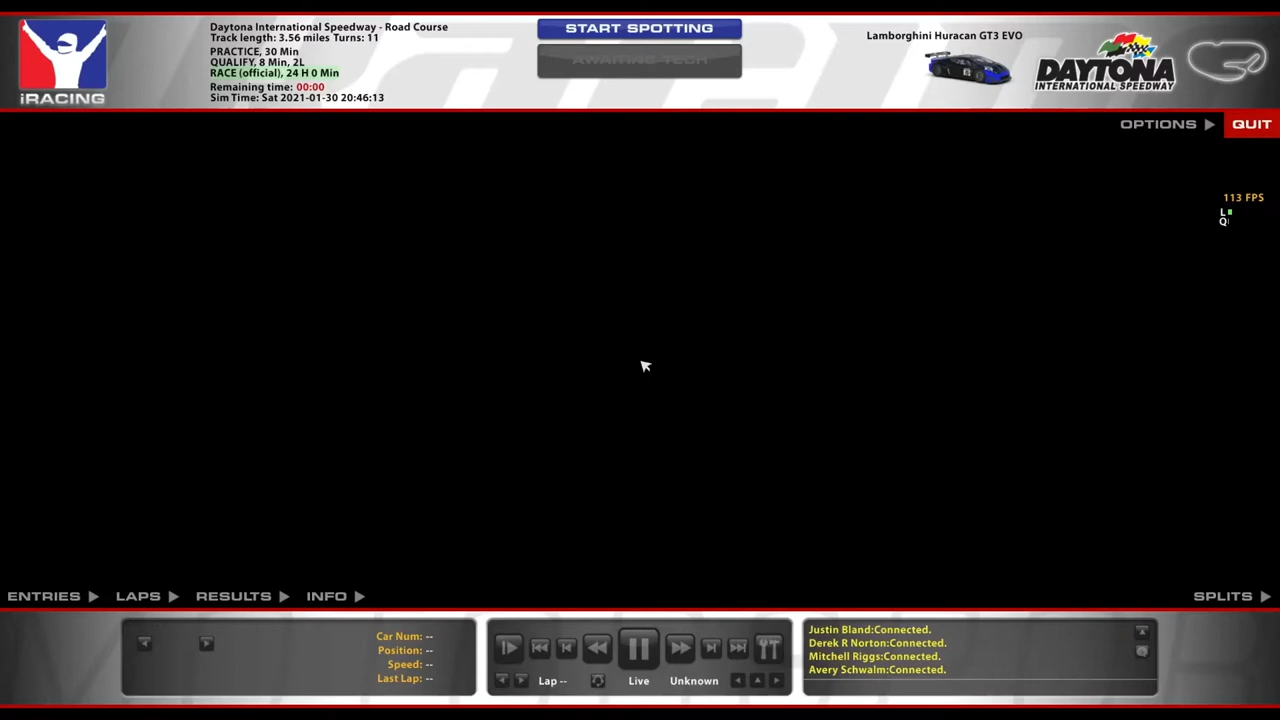 iRACING
Daytona International Speedway - Road Course
Track length: 3.56 miles Turns: 11
PRACTICE, 30 Min
QUALIFY, 8 Min, 2L
RACE (official), 24 H 0 Min
Remaining time: 00:00
Sim Time: Sat 2021-01-30 20:46:13
START SPOTTING
AWAITING TECH
Lamborghini Huracan GT3 EVO
DAYTONA
INTERNATIONAL SPEEDWAY
OPTIONS
QUIT
113 FPS
L
Q
ENTRIES
LAPS
RESULTS
INFO
SPLITS
Car Num: --
Position: --
Speed: --
Last Lap: --
Lap --
Live
Unknown
Justin Bland:Connected.
Derek R Norton:Connected.
Mitchell Riggs:Connected.
Avery Schwalm:Connected.